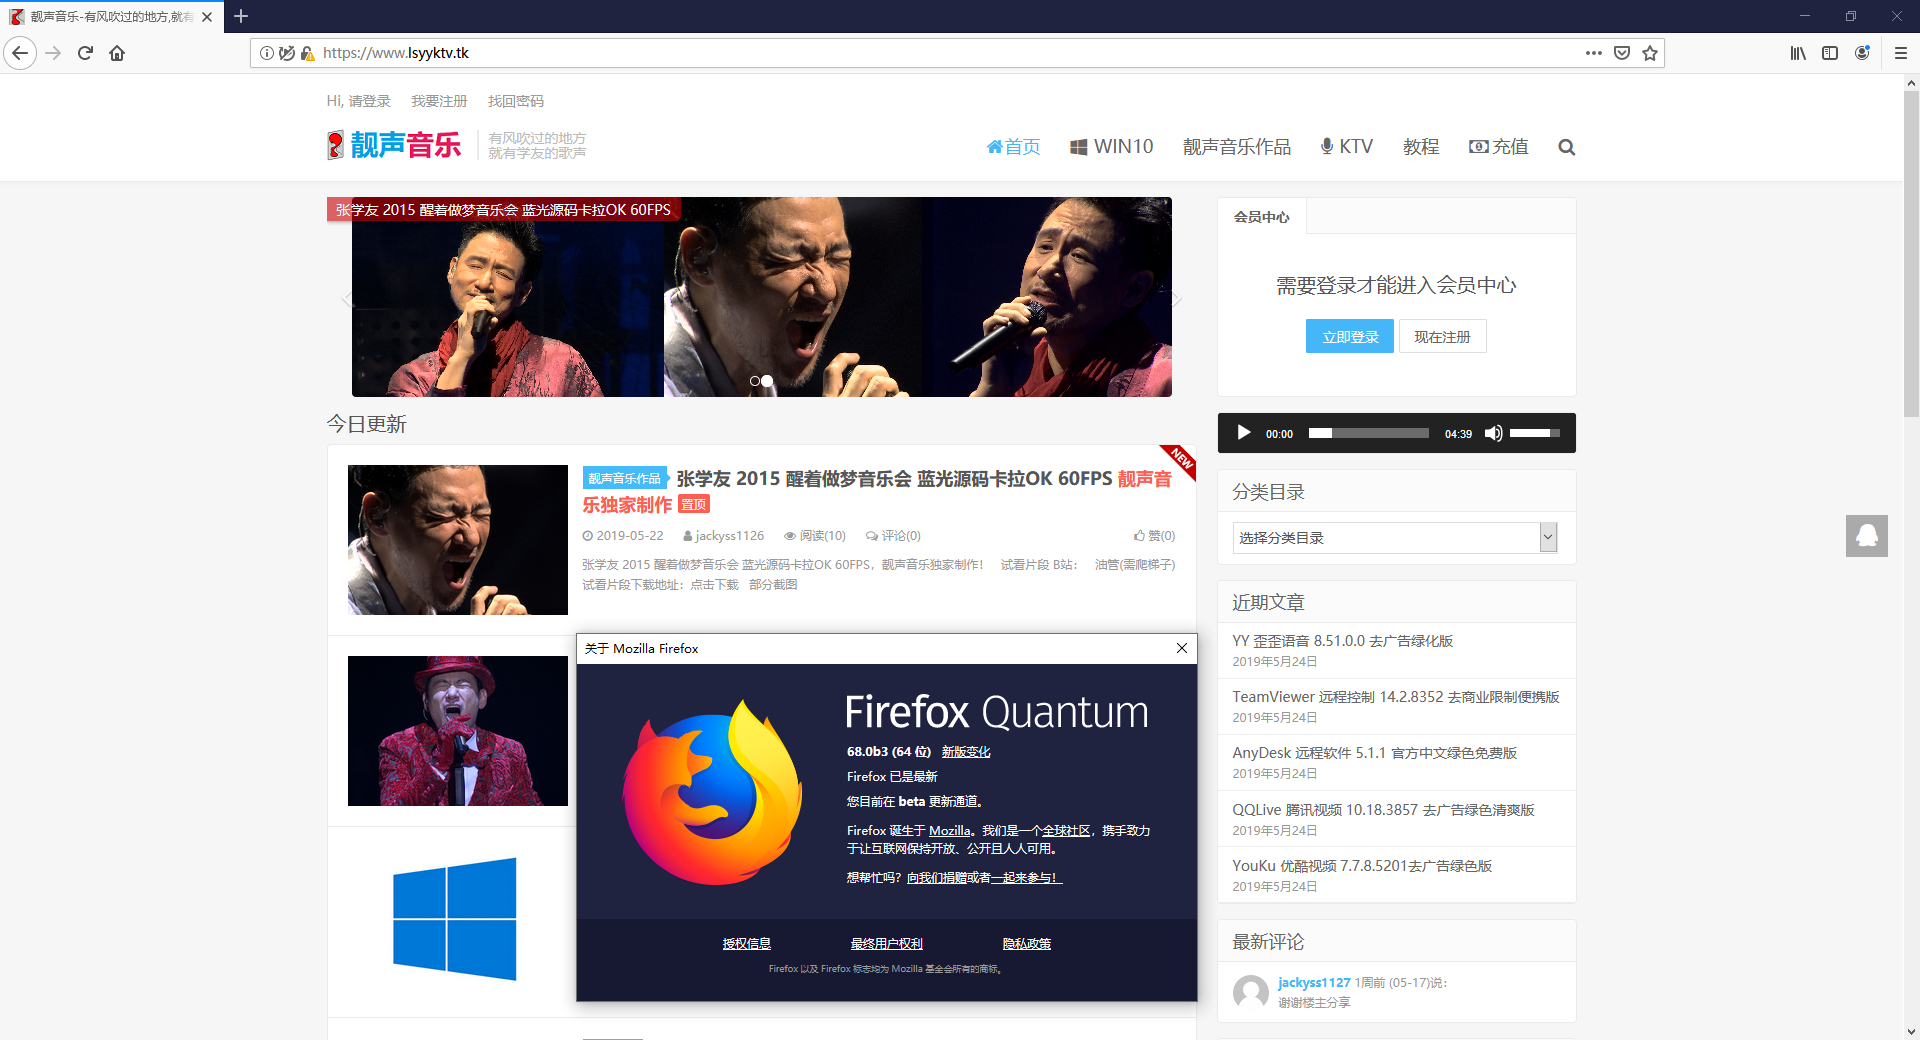 靓声音乐-有风吹过的地方,就有
https://www.lsyyktv.tk
Hi, 请登录 我要注册 找回密码
靓声音乐
有风吹过的地方
就有学友的歌声
首页 WIN10 靓声音乐作品 KTV 教程 充值
张学友 2015 醒着做梦音乐会 蓝光源码卡拉OK 60FPS
今日更新
NEW
靓声音乐作品 张学友 2015 醒着做梦音乐会 蓝光源码卡拉OK 60FPS 靓声音
乐独家制作 置顶
2019-05-22 jackyss1126 阅读(10) 评论(0) 赞(0)
张学友 2015 醒着做梦音乐会 蓝光源码卡拉OK 60FPS，靓声音乐独家制作！ 试看片段 B站： 油管(需爬梯子)
试看片段下载地址：点击下载 部分截图
关于 Mozilla Firefox
Firefox Quantum
68.0b3 (64 位) 新版变化
Firefox 已是最新
您目前在 beta 更新通道。
Firefox 诞生于 Mozilla。我们是一个全球社区，携手致力
于让互联网保持开放、公开且人人可用。
想帮忙吗？向我们捐赠或者一起来参与！
授权信息 最终用户权利 隐私政策
Firefox 以及 Firefox 标志均为 Mozilla 基金会所有的商标。
会员中心
需要登录才能进入会员中心
立即登录 现在注册
00:00 04:39
分类目录
选择分类目录
近期文章
YY 歪歪语音 8.51.0.0 去广告绿化版
2019年5月24日
TeamViewer 远程控制 14.2.8352 去商业限制便携版
2019年5月24日
AnyDesk 远程软件 5.1.1 官方中文绿色免费版
2019年5月24日
QQLive 腾讯视频 10.18.3857 去广告绿色清爽版
2019年5月24日
YouKu 优酷视频 7.7.8.5201去广告绿色版
2019年5月24日
最新评论
jackyss1127 1周前 (05-17)说：
谢谢楼主分享